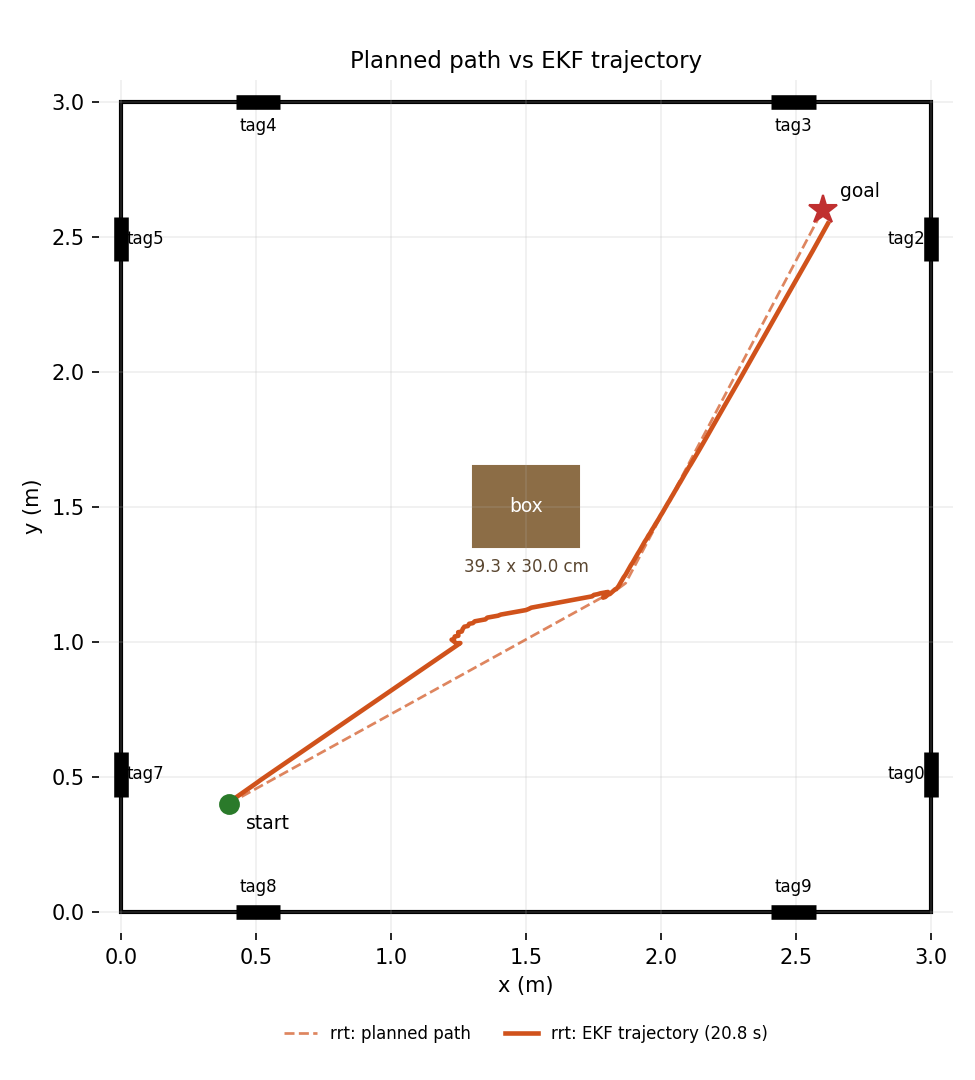 Planned path vs EKF trajectory
3.0
tag4
tag3
goal
2.5
tag5
tag2
2.0
y (m)
1.5
box
39.3 x 30.0 cm
1.0
0.5
tag7
tag0
start
tag8
tag9
0.0
0.0 0.5 1.0 1.5 2.0 2.5 3.0
x (m)
rrt: planned path rrt: EKF trajectory (20.8 s)